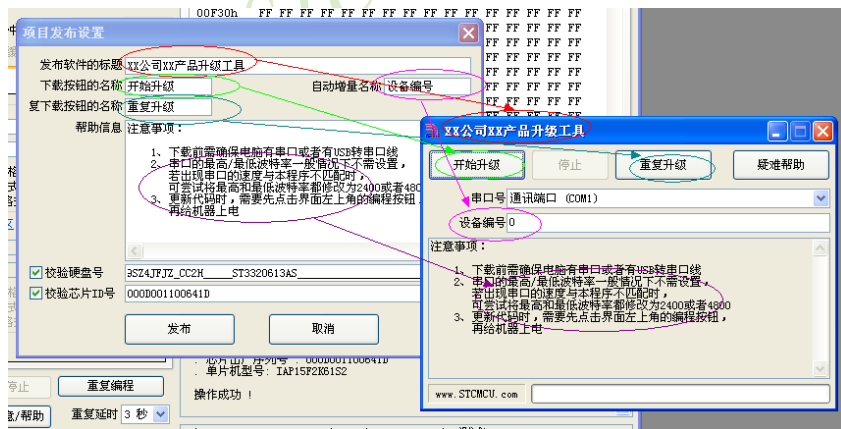 00F30h FF FF FF FF FF FF FF FF FF FF FF FF FF FF FF FF
项目发布设置
发布软件的标题 XX公司XX产品升级工具
下载按钮的名称 开始升级 自动增量名称 设备编号
复下载按钮的名称 重复升级
帮助信息 注意事项：
1、下载前需确保电脑有串口或者有USB转串口线
2、串口的最高/最低波特率一般情况下不需设置，
若出现串口的速度与本程序不匹配时，
可尝试将最高和最低波特率都修改为2400或者480
3、更新代码时，需要先点击界面左上角的编程按钮
再给机器上电
校验硬盘号 3SZ4JFJZ_CC2H_____ST3320613AS
校验芯片ID号 000D001100641D
发布 取消
XX公司XX产品升级工具
开始升级 停止 重复升级 疑难帮助
串口号 通讯端口 (COM1)
设备编号 0
注意事项：
1、下载前需确保电脑有串口或者有USB转串口线
2、串口的最高/最低波特率一般情况下不需设置，
若出现串口的速度与本程序不匹配时，
可尝试将最高和最低波特率都修改为2400或者4800
3、更新代码时，需要先点击界面左上角的编程按钮，
再给机器上电
www.STCMCU.com
. 芯片出厂序列号 : 000D001100641D
. 单片机型号: IAP15F2K61S2
操作成功 !
停止 重复编程
/帮助 重复延时 3 秒